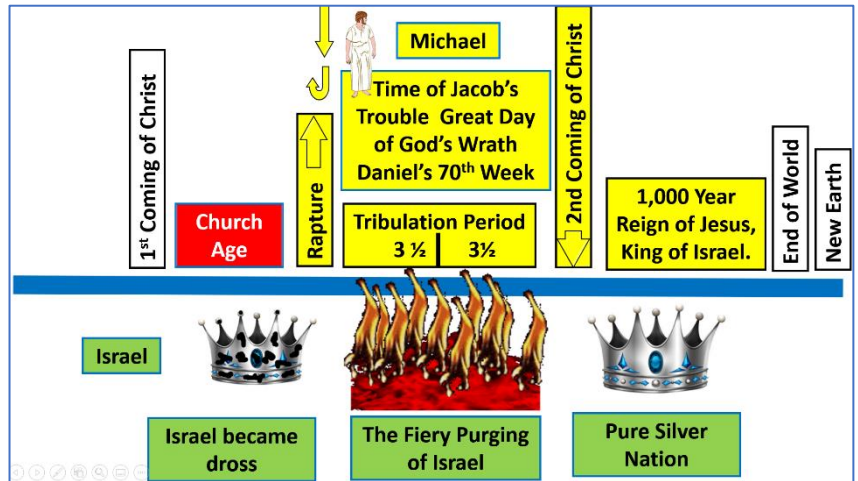 1st Coming of Christ
Church
Age
Rapture
Michael
Time of Jacob's
Trouble Great Day
of God's Wrath
Daniel's 70th Week
Tribulation Period
3 ½ 3½
2nd Coming of Christ
1,000 Year
Reign of Jesus,
King of Israel.
End of World
New Earth
Israel
Israel became
dross
The Fiery Purging
of Israel
Pure Silver
Nation